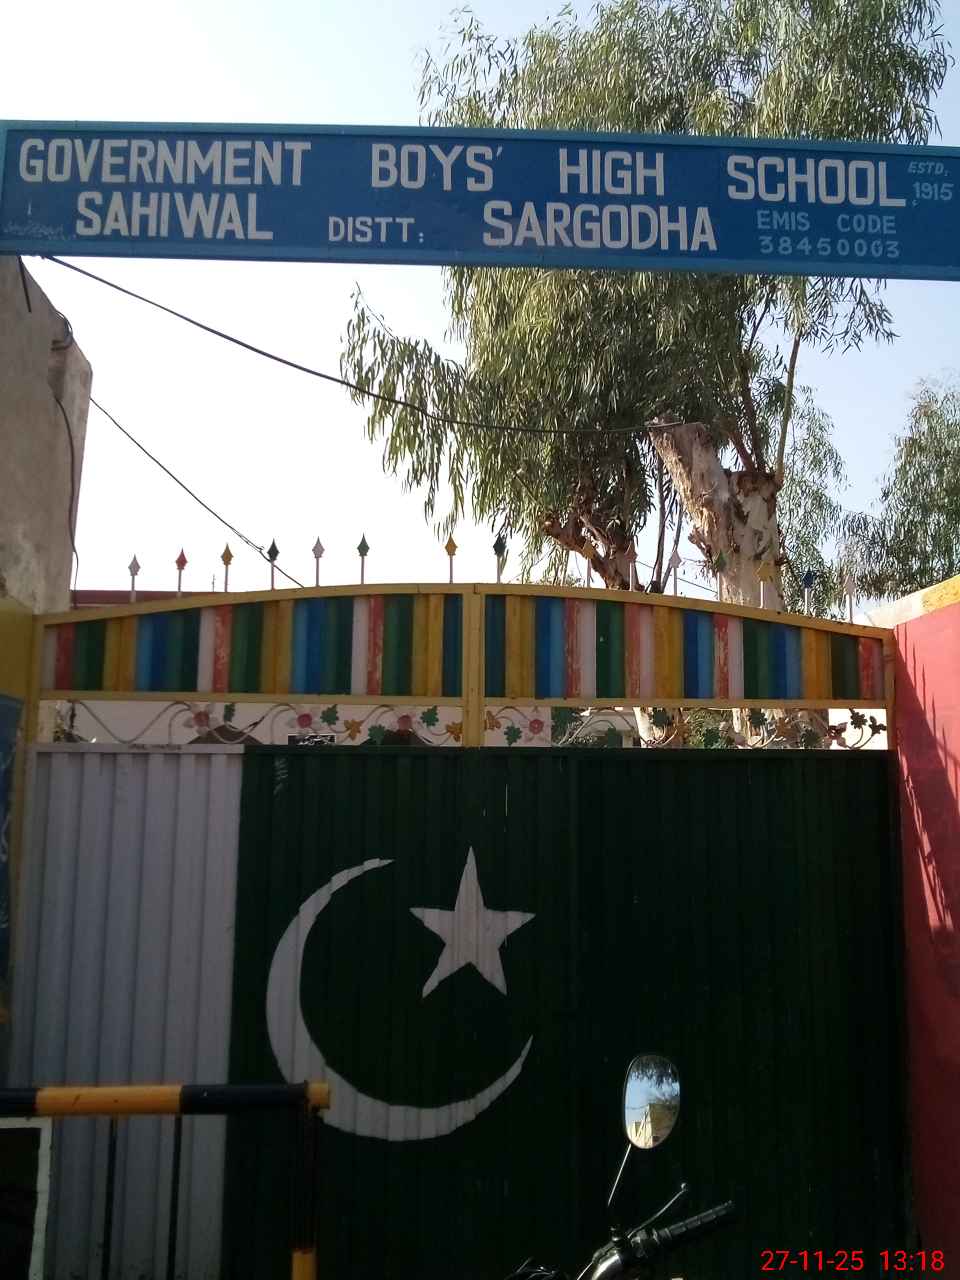 GOVERNMENT BOYS' HIGH SCHOOL ESTD. 1915
SAHIWAL DISTT: SARGODHA EMIS CODE
38450003
27-11-25 13:18